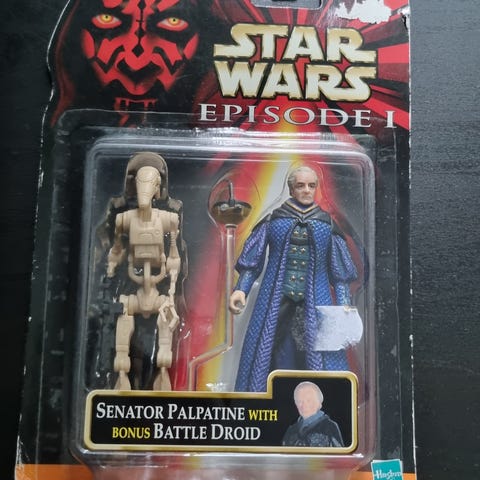 STAR
WARS
EPISODE I
SENATOR PALPATINE WITH
BONUS BATTLE DROID
Hasbro